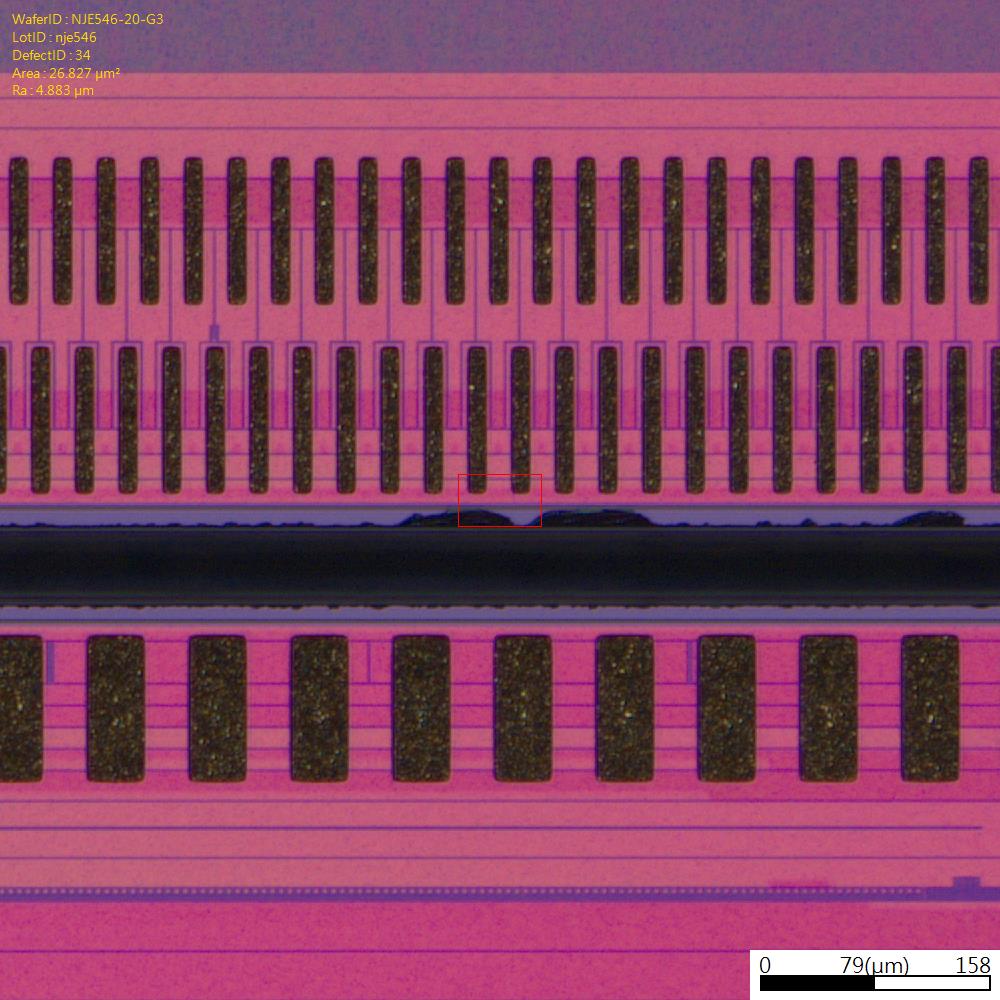 WaferID : NJE546-20-G3
LotID : nje546
DefectID : 34
Area : 26.827 µm²
Ra : 4.883 µm
0 79(µm) 158